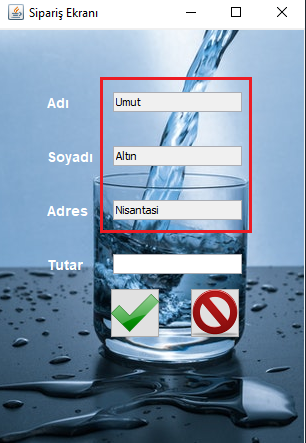 Sipariş Ekranı
Adı Umut
Soyadı Altın
Adres Nisantasi
Tutar